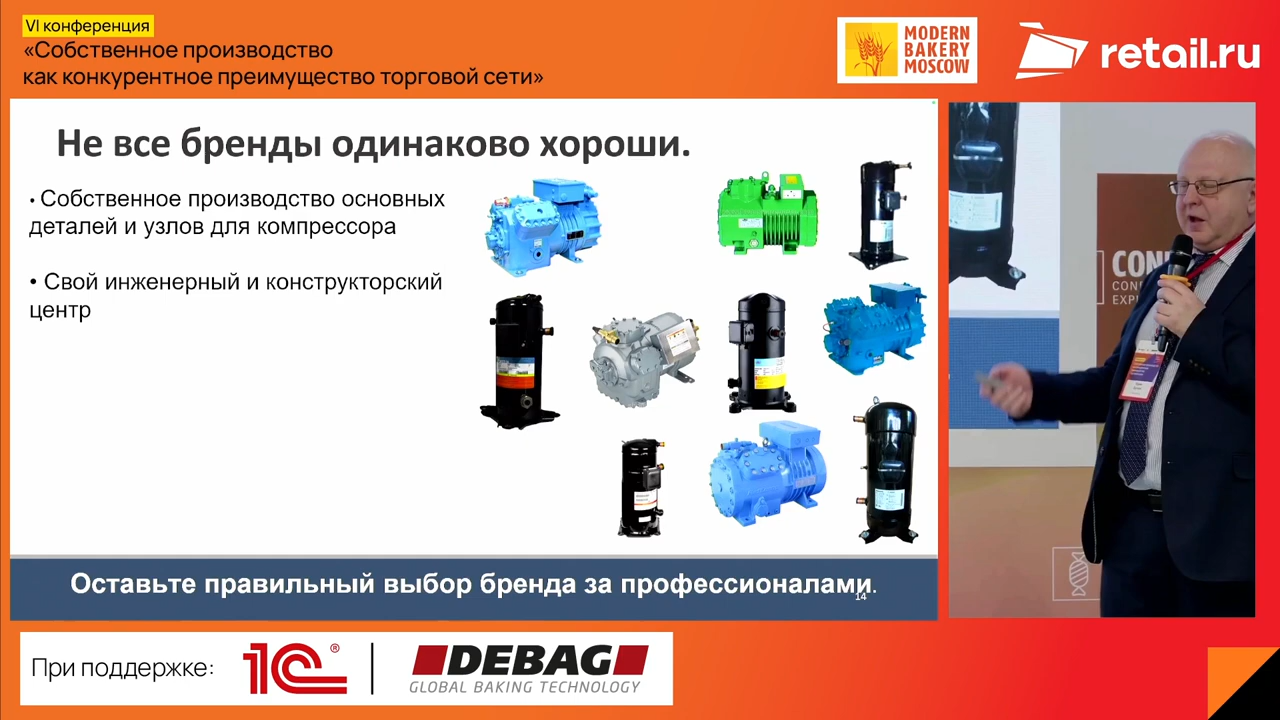 VI конференция
«Собственное производство
как конкурентное преимущество торговой сети»
MODERN
BAKERY
MOSCOW
retail.ru
Не все бренды одинаково хороши.
• Собственное производство основных
деталей и узлов для компрессора
• Свой инженерный и конструкторский
центр
Оставьте правильный выбор бренда за профессионалами.
14
При поддержке:
1С®
DEBAG
GLOBAL BAKING TECHNOLOGY